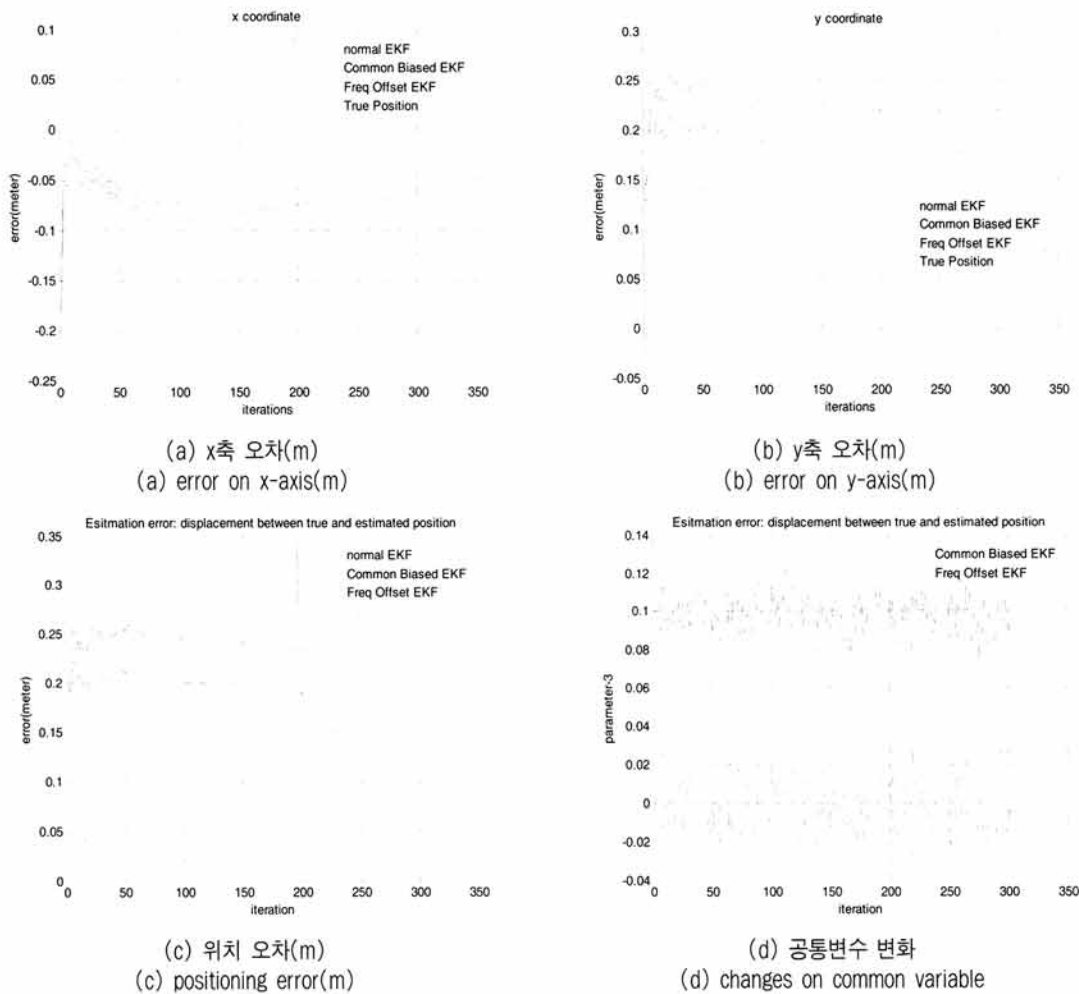 x coordinate
0.1
0.05
0
-0.05
-0.1
-0.15
-0.2
-0.25
error(meter)
normal EKF
Common Biased EKF
Freq Offset EKF
True Position
0 50 100 150 200 250 300 350
iterations
(a) x축 오차(m)
(a) error on x-axis(m)
y coordinate
0.3
0.25
0.2
0.15
0.1
0.05
0
-0.05
error(meter)
normal EKF
Common Biased EKF
Freq Offset EKF
True Position
0 50 100 150 200 250 300 350
iterations
(b) y축 오차(m)
(b) error on y-axis(m)
Esitmation error: displacement between true and estimated position
0.35
0.3
0.25
0.2
0.15
0.1
0.05
0
error(meter)
normal EKF
Common Biased EKF
Freq Offset EKF
0 50 100 150 200 250 300 350
iteration
(c) 위치 오차(m)
(c) positioning error(m)
Esitmation error: displacement between true and estimated position
0.14
0.12
0.1
0.08
0.06
0.04
0.02
0
-0.02
-0.04
parameter-3
Common Biased EKF
Freq Offset EKF
0 50 100 150 200 250 300 350
iteration
(d) 공통변수 변화
(d) changes on common variable